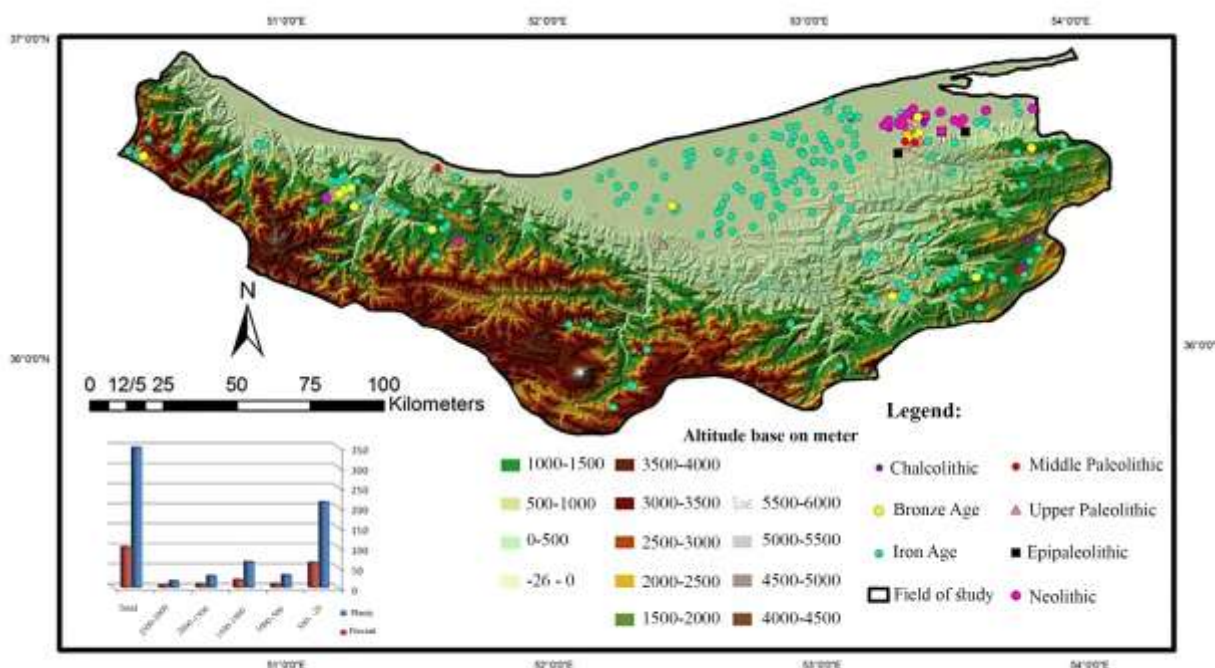 51°0'0"E 52°0'0"E 53°0'0"E 54°0'0"E
37°0'0"N
36°0'0"N
N
0 12/5 25 50 75 100
Kilometers
350
300
250
200
150
100
50
0
Total
Legend:
Altitude base on meter
1000-1500
500-1000
0-500
-26 - 0
3500-4000
3000-3500
2500-3000
2000-2500
1500-2000
5500-6000
5000-5500
4500-5000
4000-4500
Chalcolithic
Bronze Age
Iron Age
Field of study
Middle Paleolithic
Upper Paleolithic
Epipaleolithic
Neolithic
51°0'0"E 52°0'0"E 53°0'0"E 54°0'0"E